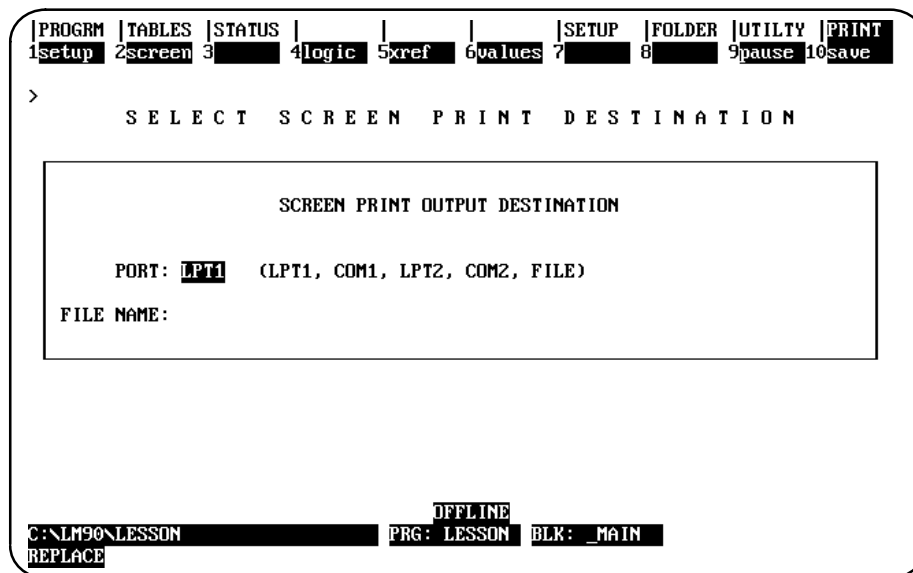 |PROGRM |TABLES |STATUS | | | |SETUP |FOLDER |UTILTY |PRINT
1setup 2screen 3 4logic 5xref 6values 7 8 9pause 10save
>
S E L E C T S C R E E N P R I N T D E S T I N A T I O N
SCREEN PRINT OUTPUT DESTINATION
PORT: LPT1 (LPT1, COM1, LPT2, COM2, FILE)
FILE NAME:
OFFLINE
C:\LM90\LESSON PRG: LESSON BLK: _MAIN
REPLACE